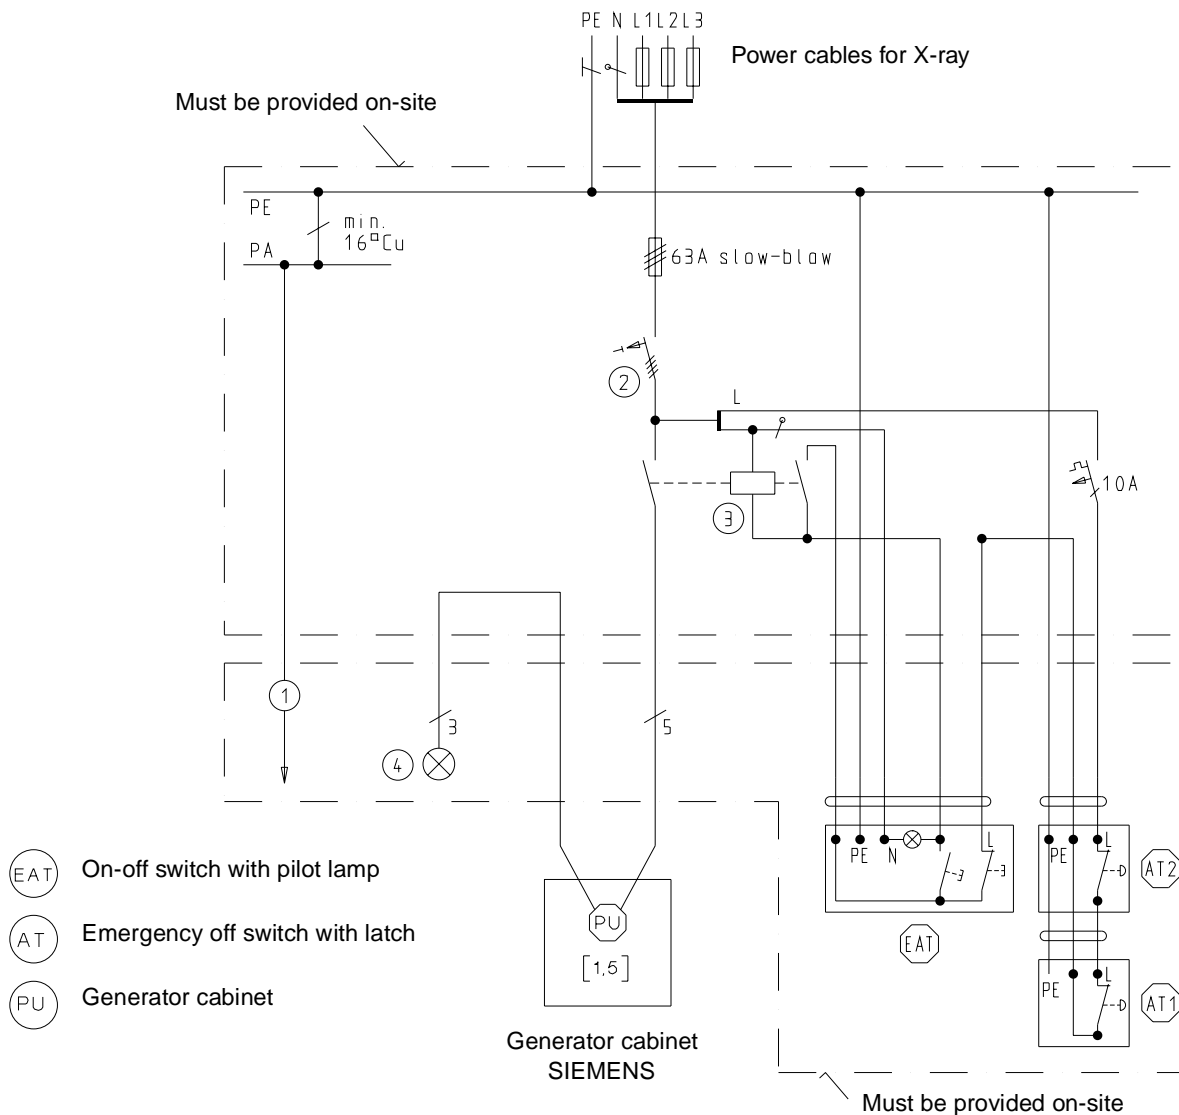 PE N L1 L2 L3
Power cables for X-ray
Must be provided on-site
PE
min.
16□Cu
PA
63A slow-blow
2
L
10A
3
1
3
5
4
PE N L
PE L
AT2
EAT On-off switch with pilot lamp
AT Emergency off switch with latch
PU Generator cabinet
PU
[1,5]
EAT
PE L
AT1
Generator cabinet
SIEMENS
Must be provided on-site